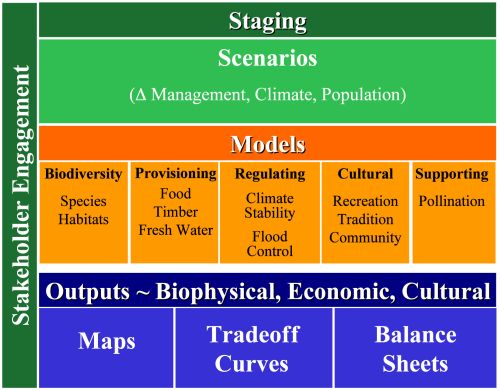 Stakeholder Engagement
Staging
Scenarios
(Δ Management, Climate, Population)
Models
Biodiversity
Species
Habitats
Provisioning
Food
Timber
Fresh Water
Regulating
Climate
Stability
Flood
Control
Cultural
Recreation
Tradition
Community
Supporting
Pollination
Outputs ~ Biophysical, Economic, Cultural
Maps
Tradeoff
Curves
Balance
Sheets